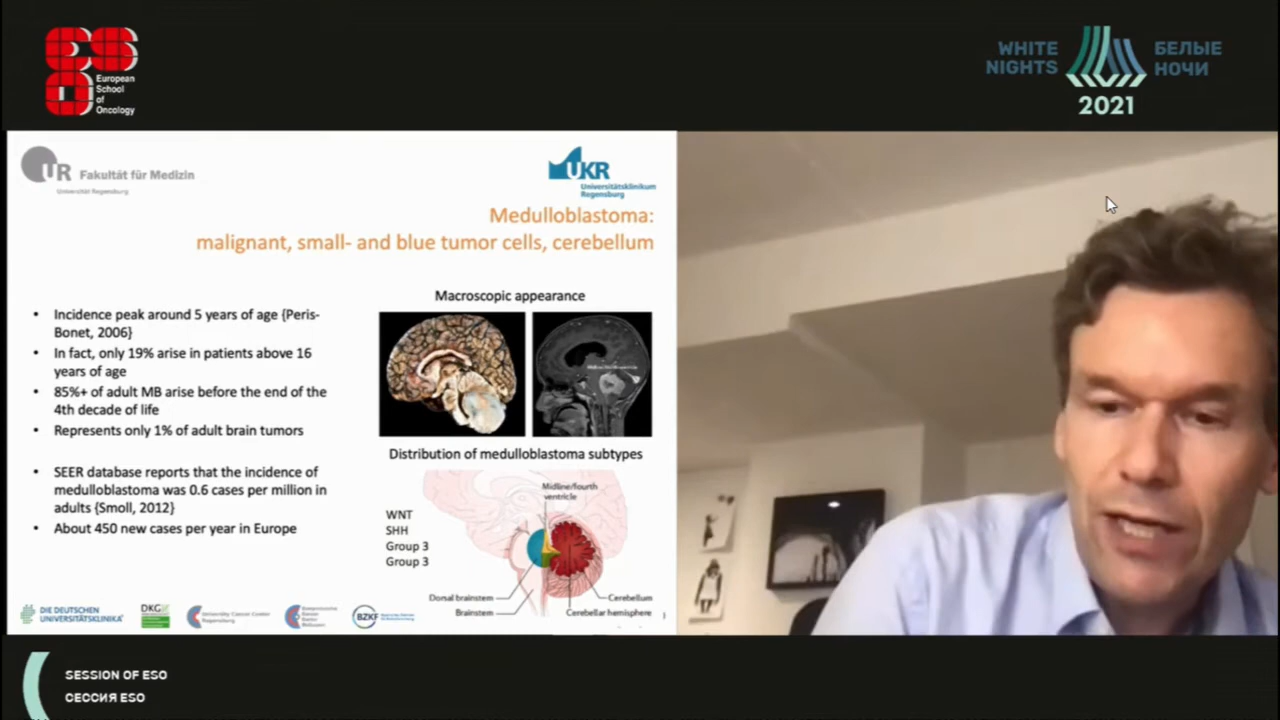 European
School
of
Oncology
WHITE
NIGHTS
БЕЛЫЕ
НОЧИ
2021
UR Fakultät für Medizin
Universität Regensburg
UKR
Universitätsklinikum
Regensburg
Medulloblastoma:
malignant, small- and blue tumor cells, cerebellum
• Incidence peak around 5 years of age {Peris-
Bonet, 2006}
• In fact, only 19% arise in patients above 16
years of age
• 85%+ of adult MB arise before the end of the
4th decade of life
• Represents only 1% of adult brain tumors
• SEER database reports that the incidence of
medulloblastoma was 0.6 cases per million in
adults {Smoll, 2012}
• About 450 new cases per year in Europe
Macroscopic appearance
Distribution of medulloblastoma subtypes
Midline/fourth
ventricle
WNT
SHH
Group 3
Group 3
Dorsal brainstem
Brainstem
Cerebellum
Cerebellar hemisphere
DIE DEUTSCHEN
UNIVERSITÄTSKLINIKA
DKG
University Cancer Center
Regensburg
BZKF
SESSION OF ESO
СЕССИЯ ESO